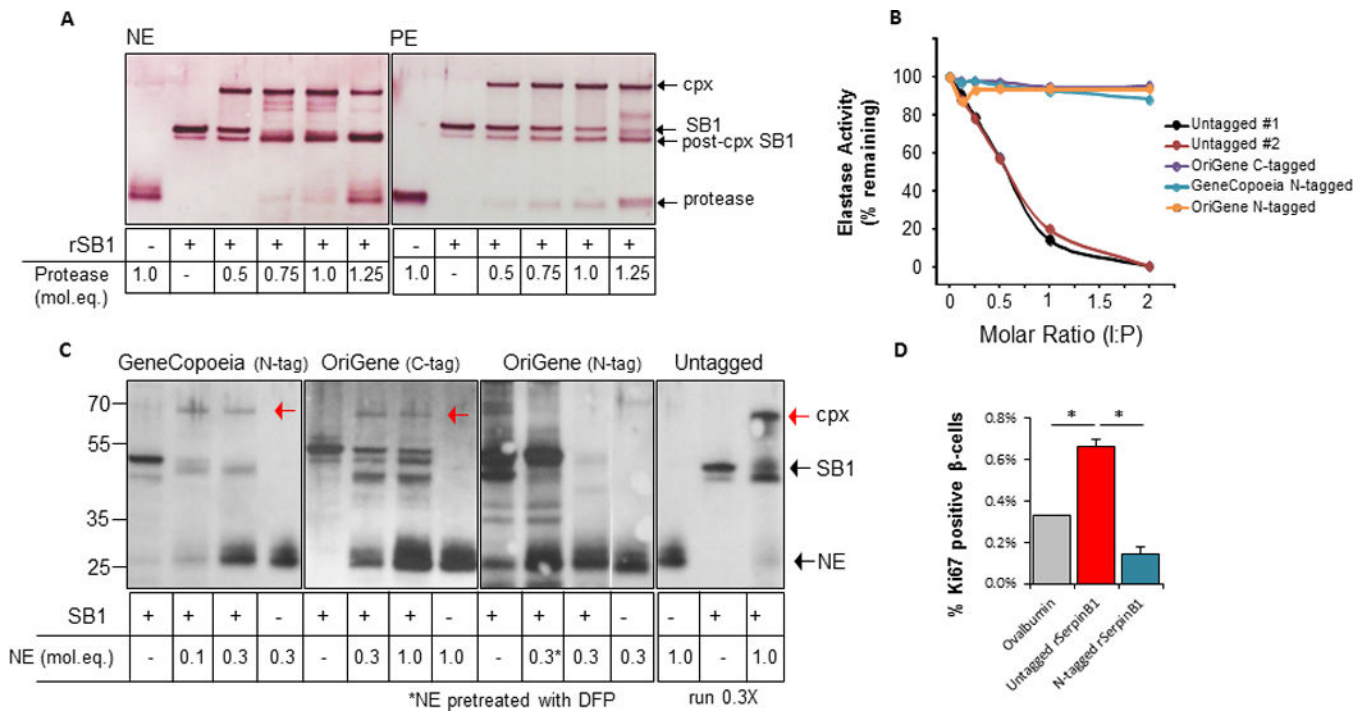 A
NE
PE
cpx
SB1
post-cpx SB1
protease
rSB1 - + + + + + - + + + + +
Protease (mol.eq.) 1.0 - 0.5 0.75 1.0 1.25 1.0 - 0.5 0.75 1.0 1.25
B
Elastase Activity
(% remaining)
100
80
60
40
20
0
0 0.5 1 1.5 2
Molar Ratio (I:P)
Untagged #1
Untagged #2
OriGene C-tagged
GeneCopoeia N-tagged
OriGene N-tagged
C
GeneCopoeia (N-tag) OriGene (C-tag) OriGene (N-tag) Untagged
70
55
35
25
cpx
SB1
NE
SB1 + + + - + + + - + + + - - + +
NE (mol.eq.) - 0.1 0.3 0.3 - 0.3 1.0 1.0 - 0.3* 0.3 0.3 1.0 - 1.0
*NE pretreated with DFP
run 0.3X
D
% Ki67 positive β-cells
0.8%
0.6%
0.4%
0.2%
0.0%
* *
Ovalbumin
Untagged rSerpinB1
N-tagged rSerpinB1